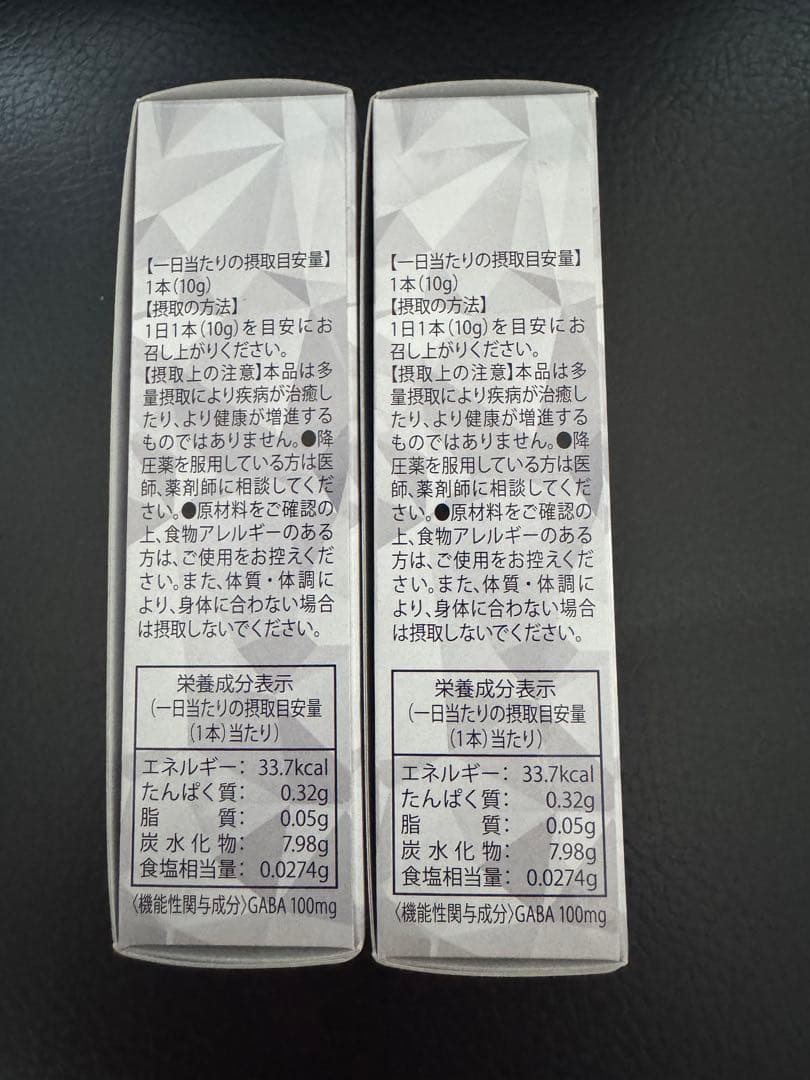 【一日当たりの摂取目安量】
1本(10g)
【摂取の方法】
1日1本(10g)を目安にお
召し上がりください。
【摂取上の注意】本品は多
量摂取により疾病が治癒し
たり、より健康が増進する
ものではありません。●降
圧薬を服用している方は医
師、薬剤師に相談してくだ
さい。●原材料をご確認の
上、食物アレルギーのある
方は、ご使用をお控えくだ
さい。また、体質・体調に
より、身体に合わない場合
は摂取しないでください。
栄養成分表示
(一日当たりの摂取目安量
(1本)当たり)
エネルギー: 33.7kcal
たんぱく質: 0.32g
脂 質: 0.05g
炭水化物: 7.98g
食塩相当量: 0.0274g
〈機能性関与成分〉GABA 100mg
【一日当たりの摂取目安量】
1本(10g)
【摂取の方法】
1日1本(10g)を目安にお
召し上がりください。
【摂取上の注意】本品は多
量摂取により疾病が治癒し
たり、より健康が増進する
ものではありません。●降
圧薬を服用している方は医
師、薬剤師に相談してくだ
さい。●原材料をご確認の
上、食物アレルギーのある
方は、ご使用をお控えくだ
さい。また、体質・体調に
より、身体に合わない場合
は摂取しないでください。
栄養成分表示
(一日当たりの摂取目安量
(1本)当たり)
エネルギー: 33.7kcal
たんぱく質: 0.32g
脂 質: 0.05g
炭水化物: 7.98g
食塩相当量: 0.0274g
〈機能性関与成分〉GABA 100mg